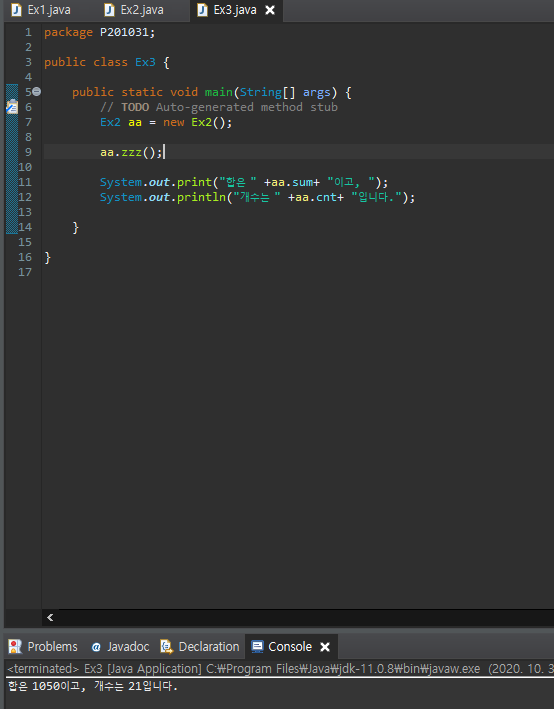 Ex1.java Ex2.java Ex3.java
1 package P201031;
2
3 public class Ex3 {
4
5 public static void main(String[] args) {
6 // TODO Auto-generated method stub
7 Ex2 aa = new Ex2();
8
9 aa.zzz();
10
11 System.out.print("합은 " +aa.sum+ "이고, ");
12 System.out.println("개수는 " +aa.cnt+ "입니다.");
13
14 }
15
16 }
17
Problems @ Javadoc Declaration Console
<terminated> Ex3 [Java Application] C:₩Program Files₩Java₩jdk-11.0.8₩bin₩javaw.exe (2020. 10. 3
합은 1050이고, 개수는 21입니다.